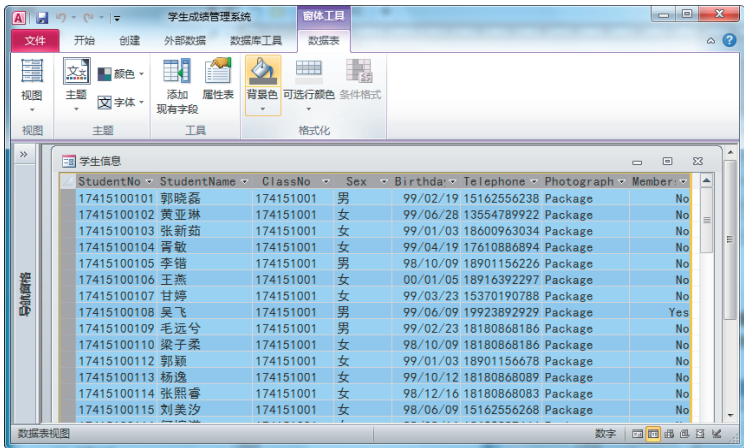 学生成绩管理系统 窗体工具
文件 开始 创建 外部数据 数据库工具 数据表
视图 主题 颜色 字体 添加现有字段 属性表 背景色 可选行颜色 条件格式
视图 主题 工具 格式化
学生信息
StudentNo StudentName ClassNo Sex Birthday Telephone Photograph Members
17415100101 郭晓磊 174151001 男 99/02/19 15162556238 Package No
17415100102 黄亚琳 174151001 女 99/06/28 13554789922 Package No
17415100103 张新茹 174151001 女 99/01/03 18600963034 Package No
17415100104 胥敏 174151001 女 99/04/19 17610886894 Package No
17415100105 李锴 174151001 男 98/10/09 18901156226 Package No
17415100106 王燕 174151001 女 00/01/05 18916392297 Package No
17415100107 甘婷 174151001 女 99/03/23 15370190788 Package No
17415100108 吴飞 174151001 男 99/06/09 19923892929 Package Yes
17415100109 毛远兮 174151001 男 99/02/23 18180868186 Package No
17415100110 梁子柔 174151001 女 98/10/09 18180868186 Package No
17415100112 郭颖 174151001 女 99/01/03 18901156678 Package No
17415100113 杨逸 174151001 女 99/10/12 18180868089 Package No
17415100114 张熙睿 174151001 女 98/12/16 18180868083 Package No
17415100115 刘美汐 174151001 女 98/06/09 15162556268 Package No
导航窗格
数据表视图 数字